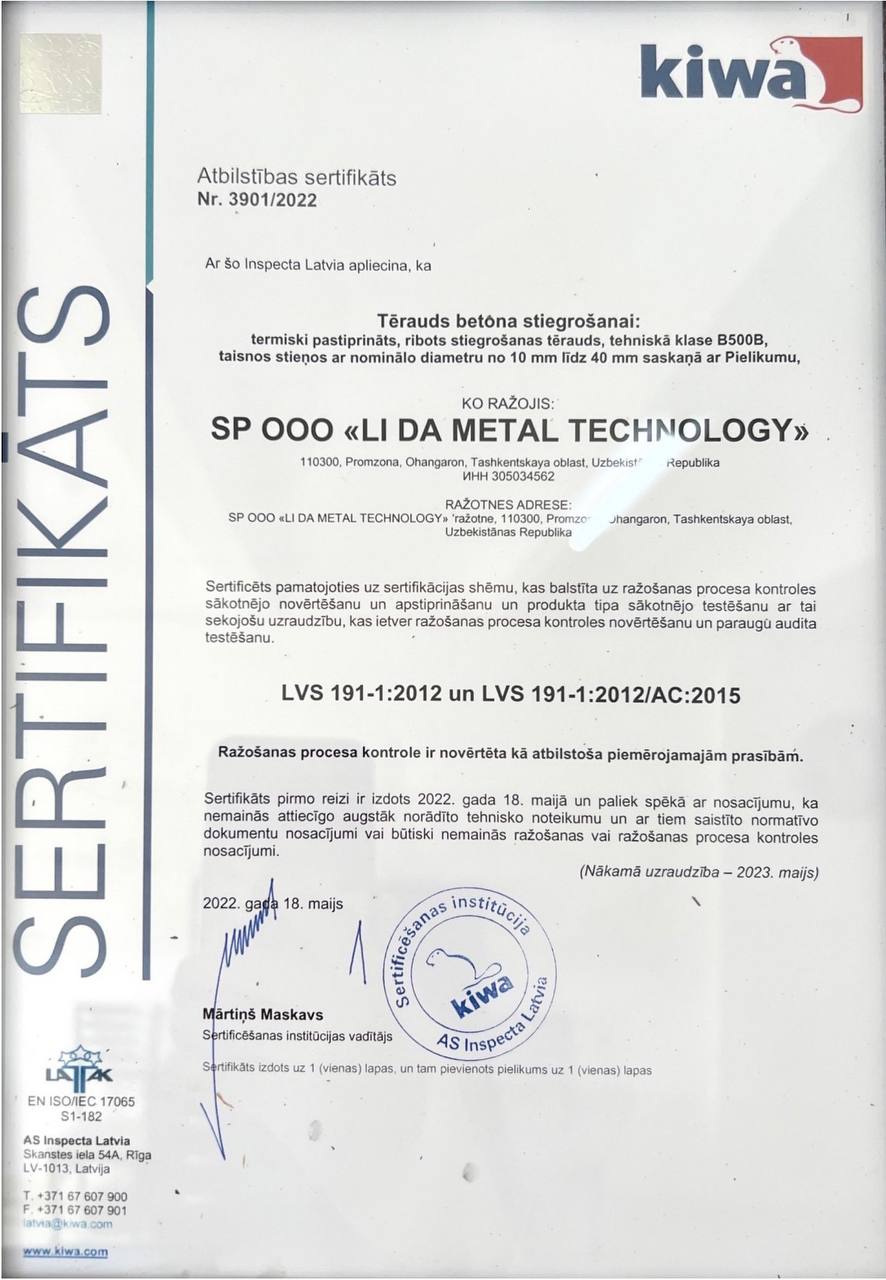 kiwa
SERTIFIKĀTS
Atbilstības sertifikāts
Nr. 3901/2022
Ar šo Inspecta Latvia apliecina, ka
Tērauds betona stiegrošanai:
termiski pastiprināts, ribots stiegrošanas tērauds, tehniskā klase B500B,
taisnos stieņos ar nominālo diametru no 10 mm līdz 40 mm saskaņā ar Pielikumu,
KO RAŽOJIS:
SP OOO «LI DA METAL TECHNOLOGY»
110300, Promzona, Ohangaron, Tashkentskaya oblast, Republika
ИНН 305034562
RAŽOTNES ADRESE:
SP OOO «LI DA METAL TECHNOLOGY» ražotne, 110300, Tashkentskaya oblast,
Uzbekistānas Republika
Sertificēts pamatojoties uz sertifikācijas shēmu, kas balstīta uz ražošanas procesa kontroles
sākotnējo novērtēšanu un apstiprināšanu un produkta tipa sākotnējo testēšanu ar tai
sekojošu uzraudzību, kas ietver ražošanas procesa kontroles novērtēšanu un paraugu audita
testēšanu.
LVS 191-1:2012 un LVS 191-1:2012/AC:2015
Ražošanas procesa kontrole ir novērtēta kā atbilstoša piemērojamajām prasībām.
Sertifikāts pirmo reizi ir izdots 2022. gada 18. maijā un paliek spēkā ar nosacījumu, ka
nemainās attiecīgo augstāk norādīto tehnisko noteikumu un ar tiem saistīto normatīvo
dokumentu nosacījumi vai būtiski nemainās ražošanas vai ražošanas procesa kontroles
nosacījumi.
(Nākamā uzraudzība – 2023. maijs)
2022. gada 18. maijs
Sertificēšanas institūcija
kiwa
AS Inspecta Latvia
Mārtiņš Maskavs
Sertificēšanas institūcijas vadītājs
Sertifikāts izdots uz 1 (vienas) lapas, un tam pievienots pielikums uz 1 (vienas) lapas
LATAK
EN ISO/IEC 17065
S1-182
AS Inspecta Latvia
Skanstes iela 54A, Rīga
LV-1013, Latvija
T. +371 67 607 900
F. +371 67 607 901
latvia@kiwa.com
www.kiwa.com